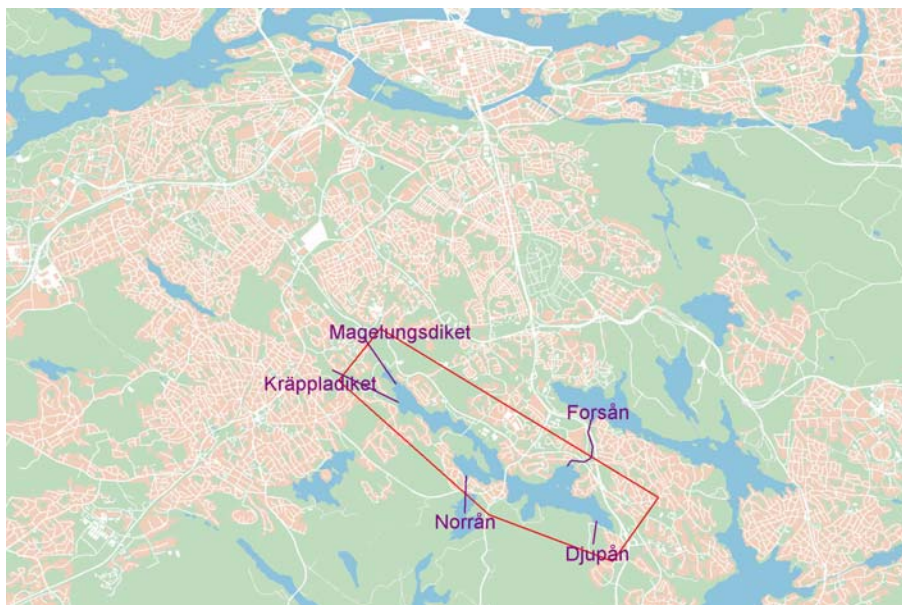 Magelungsdiket
Kräppladiket
Forsån
Norrån
Djupån